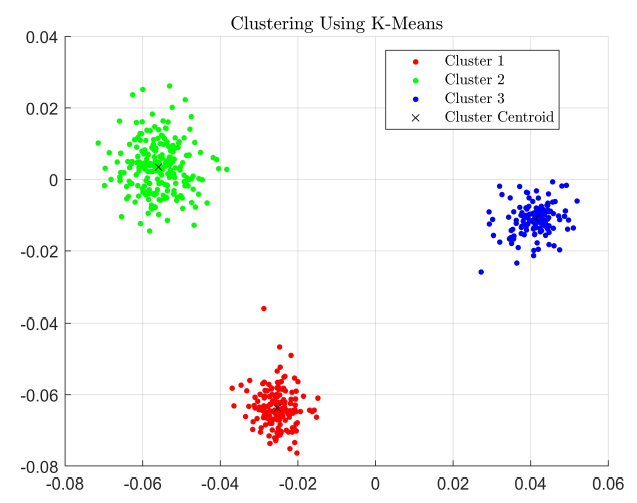 Clustering Using K-Means
Cluster 1
Cluster 2
Cluster 3
Cluster Centroid
0.04
0.02
0
-0.02
-0.04
-0.06
-0.08
-0.08 -0.06 -0.04 -0.02 0 0.02 0.04 0.06